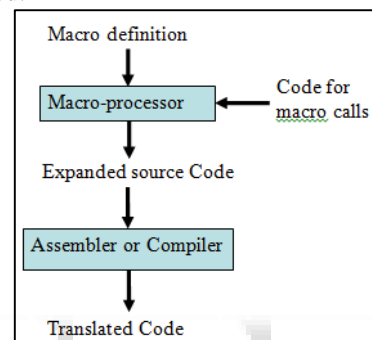 Macro definition
Macro-processor
Code for
macro calls
Expanded source Code
Assembler or Compiler
Translated Code